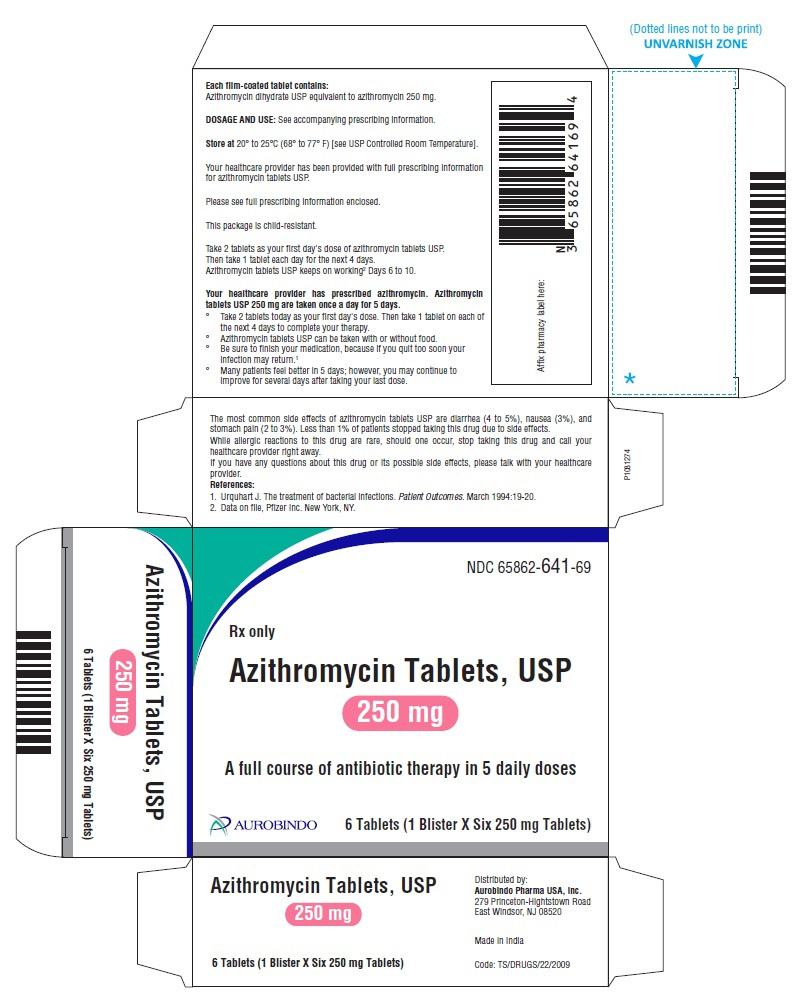 (Dotted lines not to be print)
UNVARNISH ZONE
Each film-coated tablet contains:
Azithromycin dihydrate USP equivalent to azithromycin 250 mg.
DOSAGE AND USE: See accompanying prescribing information.
Store at 20° to 25°C (68° to 77° F) [see USP Controlled Room Temperature].
Your healthcare provider has been provided with full prescribing information
for azithromycin tablets USP.
Please see full prescribing information enclosed.
This package is child-resistant.
Take 2 tablets as your first day's dose of azithromycin tablets USP.
Then take 1 tablet each day for the next 4 days.
Azithromycin tablets USP keeps on working² Days 6 to 10.
Your healthcare provider has prescribed azithromycin. Azithromycin
tablets USP 250 mg are taken once a day for 5 days.
° Take 2 tablets today as your first day's dose. Then take 1 tablet on each of
the next 4 days to complete your therapy.
° Azithromycin tablets USP can be taken with or without food.
° Be sure to finish your medication, because if you quit too soon your
infection may return.¹
° Many patients feel better in 5 days; however, you may continue to
improve for several days after taking your last dose.
N
3 65862 64169 4
Affix pharmacy label here:
*
The most common side effects of azithromycin tablets USP are diarrhea (4 to 5%), nausea (3%), and
stomach pain (2 to 3%). Less than 1% of patients stopped taking this drug due to side effects.
While allergic reactions to this drug are rare, should one occur, stop taking this drug and call your
healthcare provider right away.
If you have any questions about this drug or its possible side effects, please talk with your healthcare
provider.
References:
1. Urquhart J. The treatment of bacterial infections. Patient Outcomes. March 1994:19-20.
2. Data on file, Pfizer Inc. New York, NY.
P1031274
Azithromycin Tablets, USP
250 mg
6 Tablets (1 Blister X Six 250 mg Tablets)
NDC 65862-641-69
Rx only
Azithromycin Tablets, USP
250 mg
A full course of antibiotic therapy in 5 daily doses
AUROBINDO
6 Tablets (1 Blister X Six 250 mg Tablets)
Azithromycin Tablets, USP
250 mg
6 Tablets (1 Blister X Six 250 mg Tablets)
Distributed by:
Aurobindo Pharma USA, Inc.
279 Princeton-Hightstown Road
East Windsor, NJ 08520
Made in India
Code: TS/DRUGS/22/2009